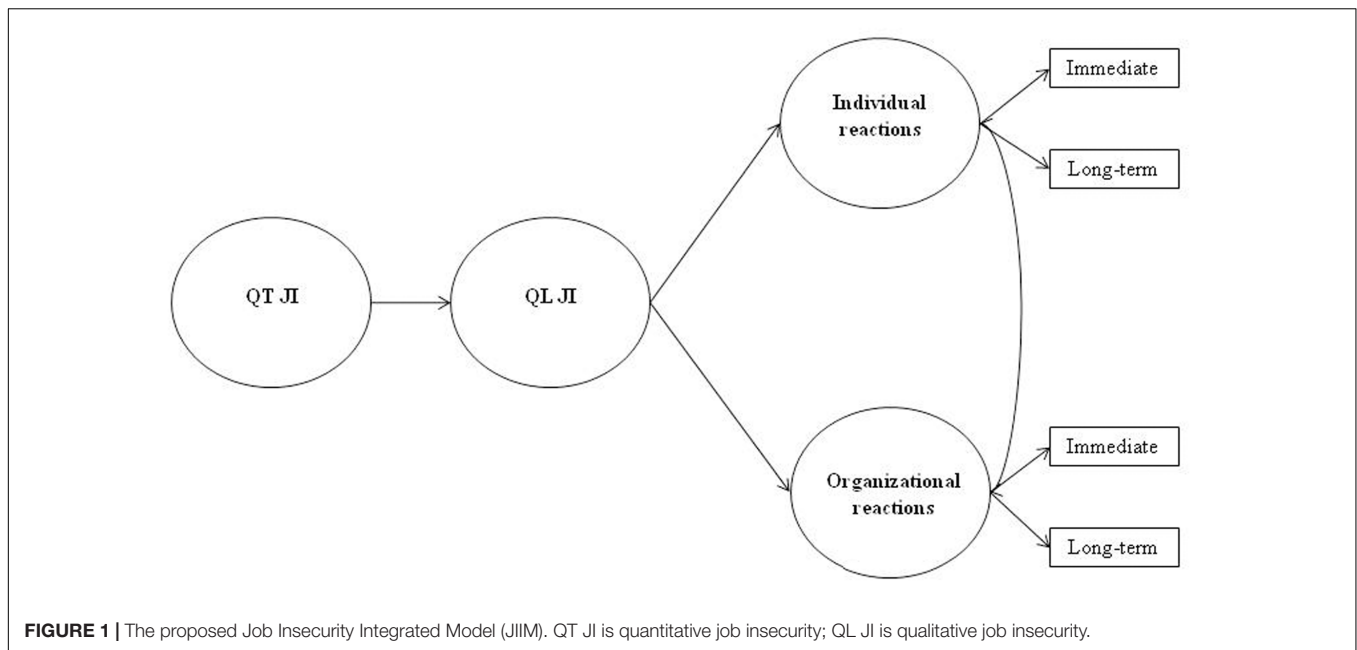 Immediate
Individual
reactions
Long-term
QT JI
QL JI
Immediate
Organizational
reactions
Long-term
FIGURE 1 | The proposed Job Insecurity Integrated Model (JIIM). QT JI is quantitative job insecurity; QL JI is qualitative job insecurity.